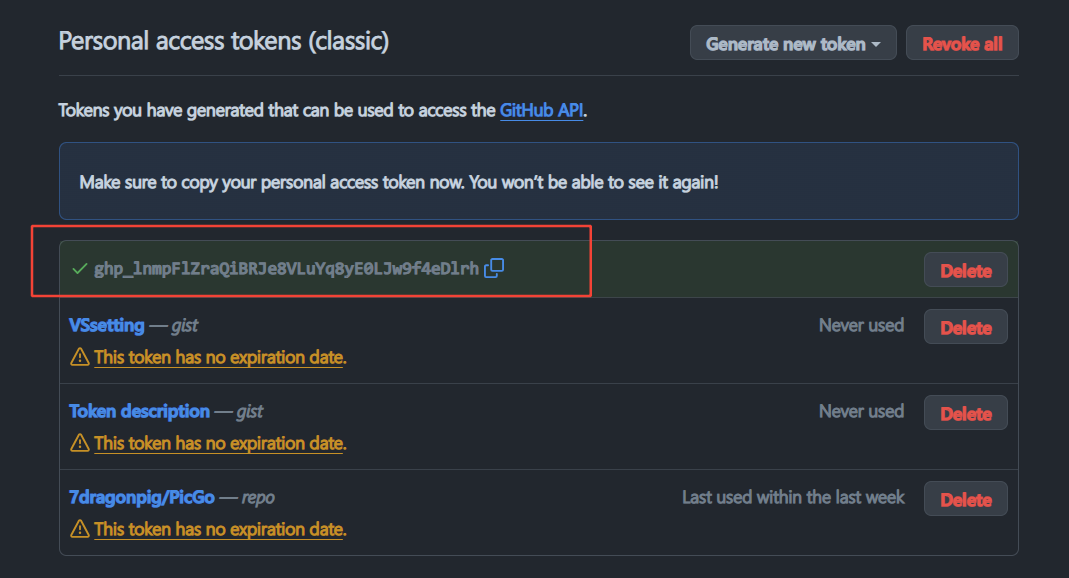 Personal access tokens (classic)
Generate new token
Revoke all
Tokens you have generated that can be used to access the GitHub API.
Make sure to copy your personal access token now. You won't be able to see it again!
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
Delete
VSsetting — gist
Never used
Delete
This token has no expiration date.
Token description — gist
Never used
Delete
This token has no expiration date.
7dragonpig/PicGo — repo
Last used within the last week
Delete
This token has no expiration date.